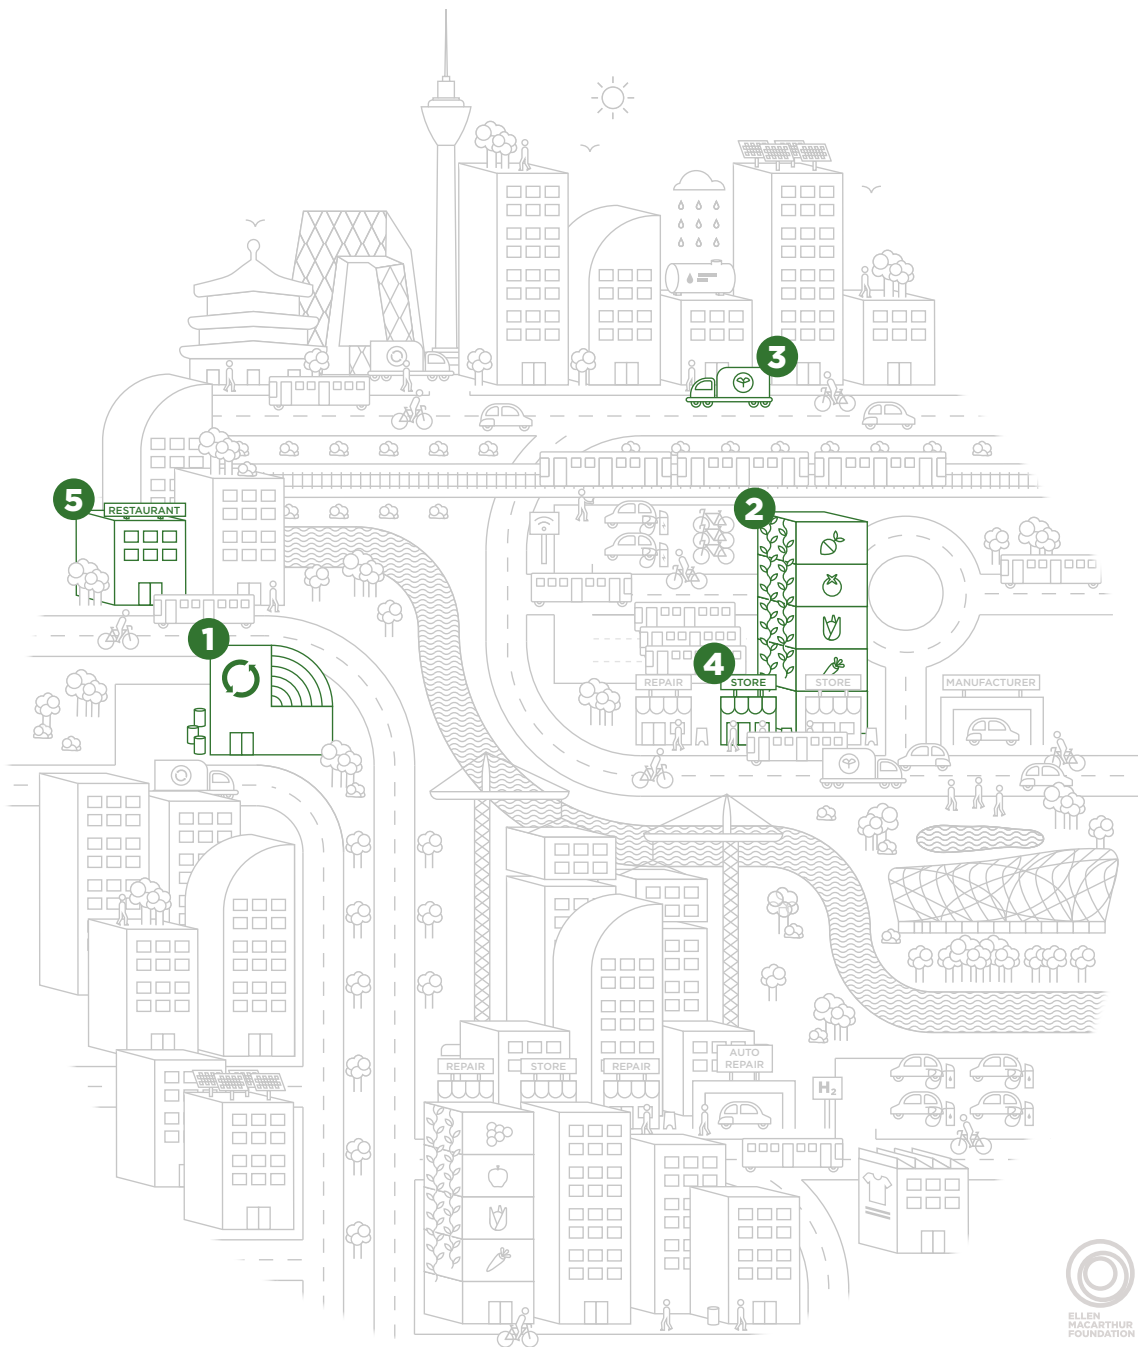 3
5
RESTAURANT
2
1
4
REPAIR
STORE
STORE
MANUFACTURER
AUTO
REPAIR
REPAIR
STORE
REPAIR
H2
ELLEN
MACARTHUR
FOUNDATION